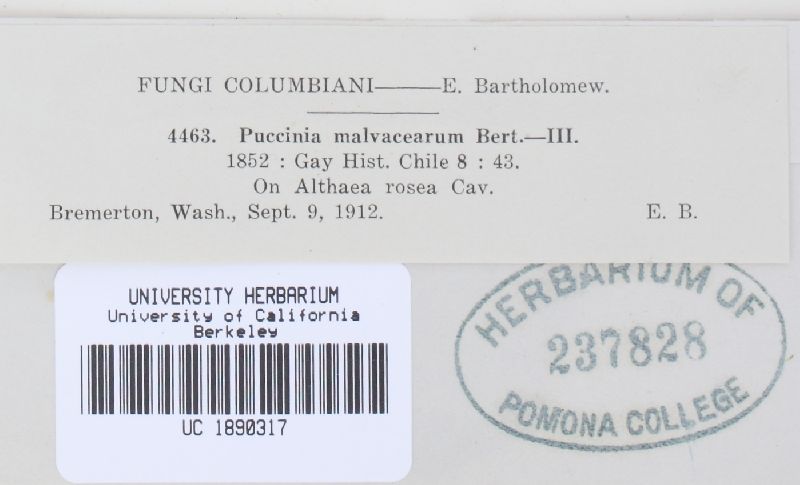 FUNGI COLUMBIANI——E. Bartholomew.
4463. Puccinia malvacearum Bert.—III.
1852 : Gay Hist. Chile 8 : 43.
On Althaea rosea Cav.
Bremerton, Wash., Sept. 9, 1912. E. B.
UNIVERSITY HERBARIUM
University of California
Berkeley
UC 1890317
HERBARIUM OF
237828
POMONA COLLEGE